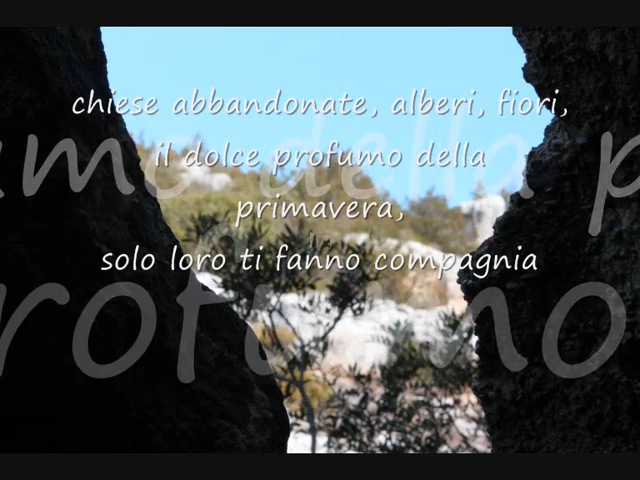 chiese abbandonate, alberi, fiori,
il dolce profumo della
primavera,
solo loro ti fanno compagnia